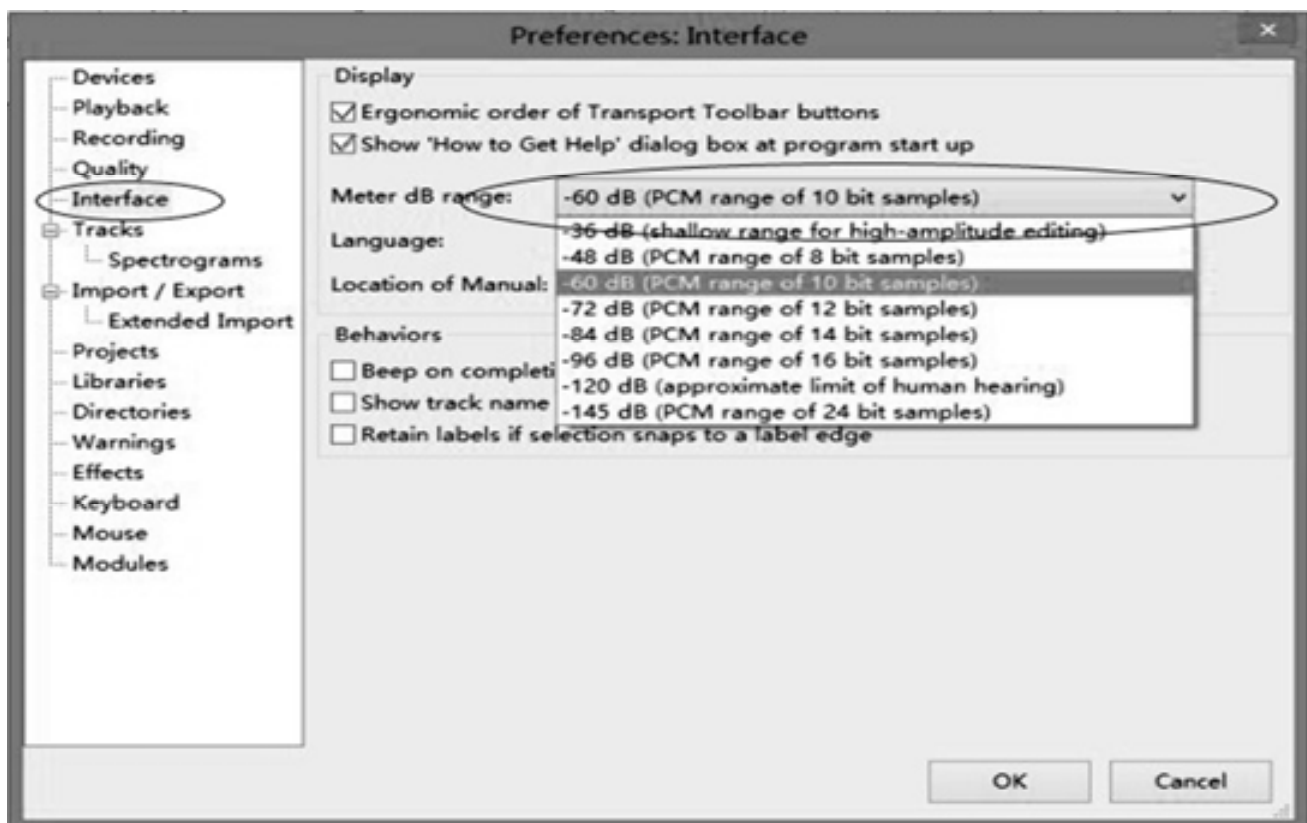 Preferences: Interface
Devices
Playback
Recording
Quality
Interface
Tracks
Spectrograms
Import / Export
Extended Import
Projects
Libraries
Directories
Warnings
Effects
Keyboard
Mouse
Modules
Display
Ergonomic order of Transport Toolbar buttons
Show 'How to Get Help' dialog box at program start up
Meter dB range: -60 dB (PCM range of 10 bit samples)
-36 dB (shallow range for high-amplitude editing)
Language:
-48 dB (PCM range of 8 bit samples)
Location of Manual: -60 dB (PCM range of 10 bit samples)
-72 dB (PCM range of 12 bit samples)
-84 dB (PCM range of 14 bit samples)
-96 dB (PCM range of 16 bit samples)
-120 dB (approximate limit of human hearing)
-145 dB (PCM range of 24 bit samples)
Behaviors
Beep on completi
Show track name
Retain labels if selection snaps to a label edge
OK Cancel